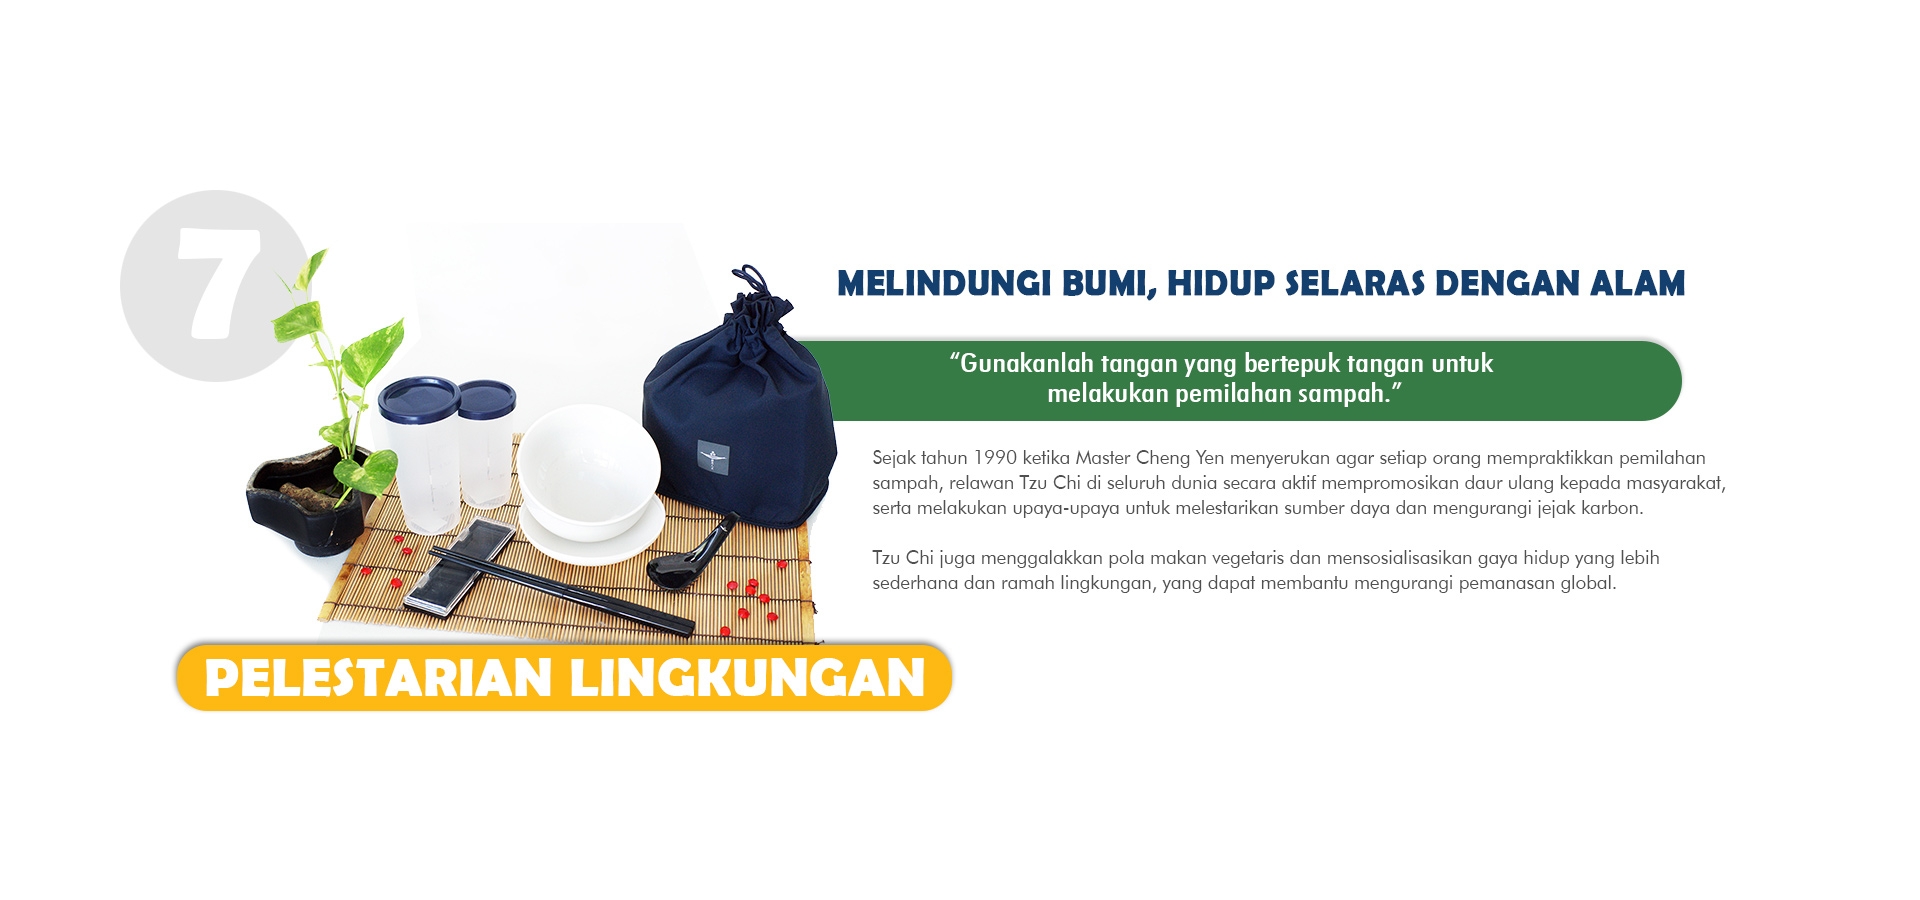 7
MELINDUNGI BUMI, HIDUP SELARAS DENGAN ALAM
“Gunakanlah tangan yang bertepuk tangan untuk
melakukan pemilahan sampah.”
Sejak tahun 1990 ketika Master Cheng Yen menyerukan agar setiap orang mempraktikkan pemilahan
sampah, relawan Tzu Chi di seluruh dunia secara aktif mempromosikan daur ulang kepada masyarakat,
serta melakukan upaya-upaya untuk melestarikan sumber daya dan mengurangi jejak karbon.
Tzu Chi juga menggalakkan pola makan vegetaris dan mensosialisasikan gaya hidup yang lebih
sederhana dan ramah lingkungan, yang dapat membantu mengurangi pemanasan global.
PELESTARIAN LINGKUNGAN